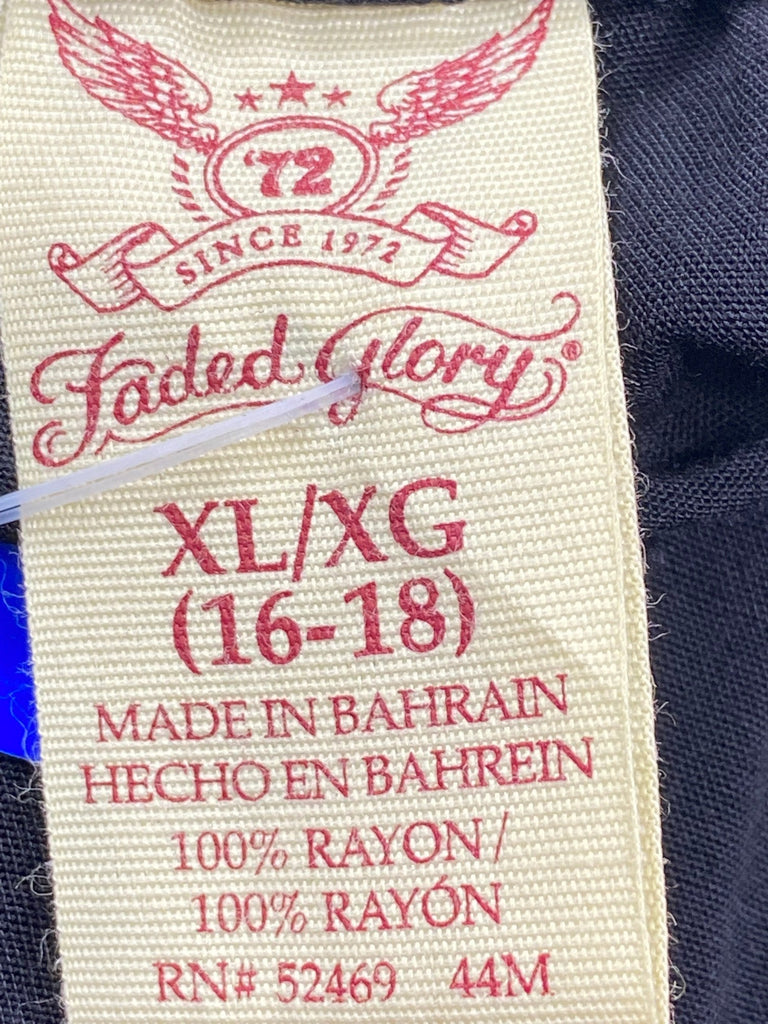 '72
SINCE 1972
Faded Glory®
XL/XG
(16-18)
MADE IN BAHRAIN
HECHO EN BAHREIN
100% RAYON/
100% RAYÓN
RN# 52469 44M